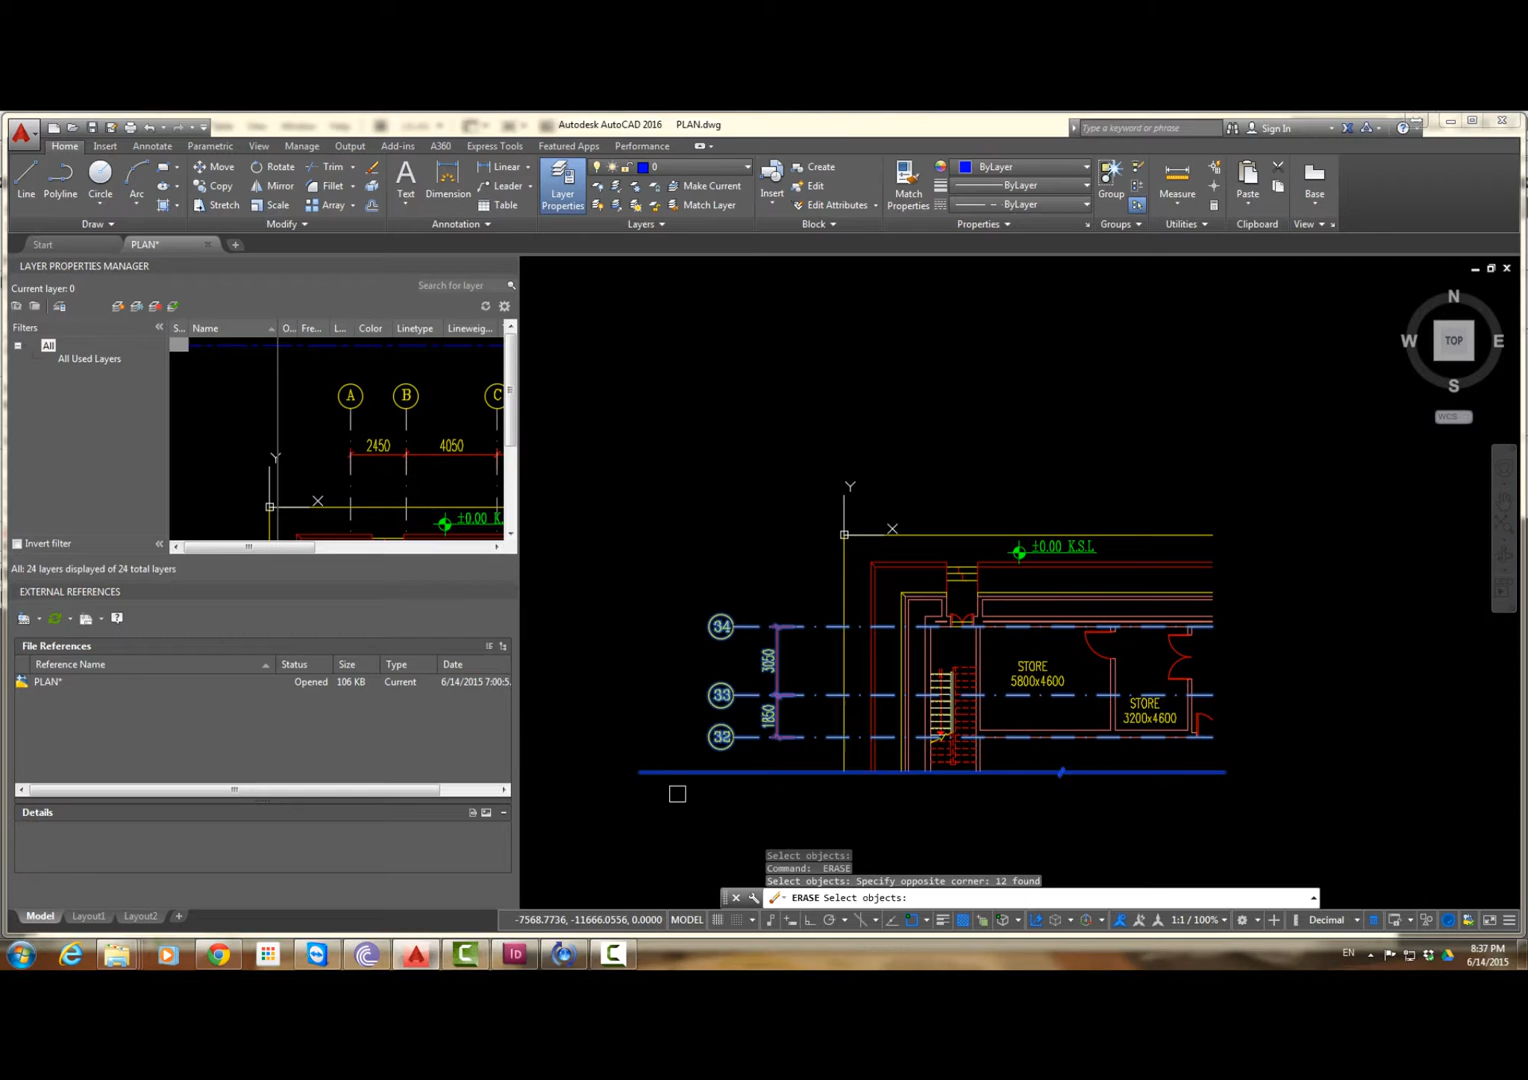 Autodesk AutoCAD 2016 PLAN.dwg
Type a keyword or phrase
Sign In
Home Insert Annotate Parametric View Manage Output Add-ins A360 Express Tools Featured Apps Performance
Line Polyline Circle Arc
Move Rotate Trim
Copy Mirror Fillet
Stretch Scale Array
Text Dimension
Linear
Leader
Table
Layer Properties
0
Make Current
Match Layer
Insert
Create
Edit
Edit Attributes
Match Properties
ByLayer
ByLayer
ByLayer
Group
Measure
Paste
Base
Draw Modify Annotation Layers Block Properties Groups Utilities Clipboard View
Start PLAN*
LAYER PROPERTIES MANAGER
Current layer: 0
Search for layer
Filters
All
All Used Layers
S... Name O.. Fre... L... Color Linetype Lineweig...
A B C
2450 4050
Y
X
±0.00 K.S
Invert filter
All: 24 layers displayed of 24 total layers
EXTERNAL REFERENCES
File References
Reference Name Status Size Type Date
PLAN* Opened 106 KB Current 6/14/2015 7:00:5.
Details
N
W TOP E
S
WCS
Y
X
±0.00 K.S.L
34
3050
33
1850
32
STORE
5800x4600
STORE
3200x4600
Select objects:
Command: ERASE
Select objects: Specify opposite corner: 12 found
ERASE Select objects:
Model Layout1 Layout2
-7568.7736, -11666.0556, 0.0000 MODEL
1:1 / 100%
Decimal
Id
EN
8:37 PM
6/14/2015